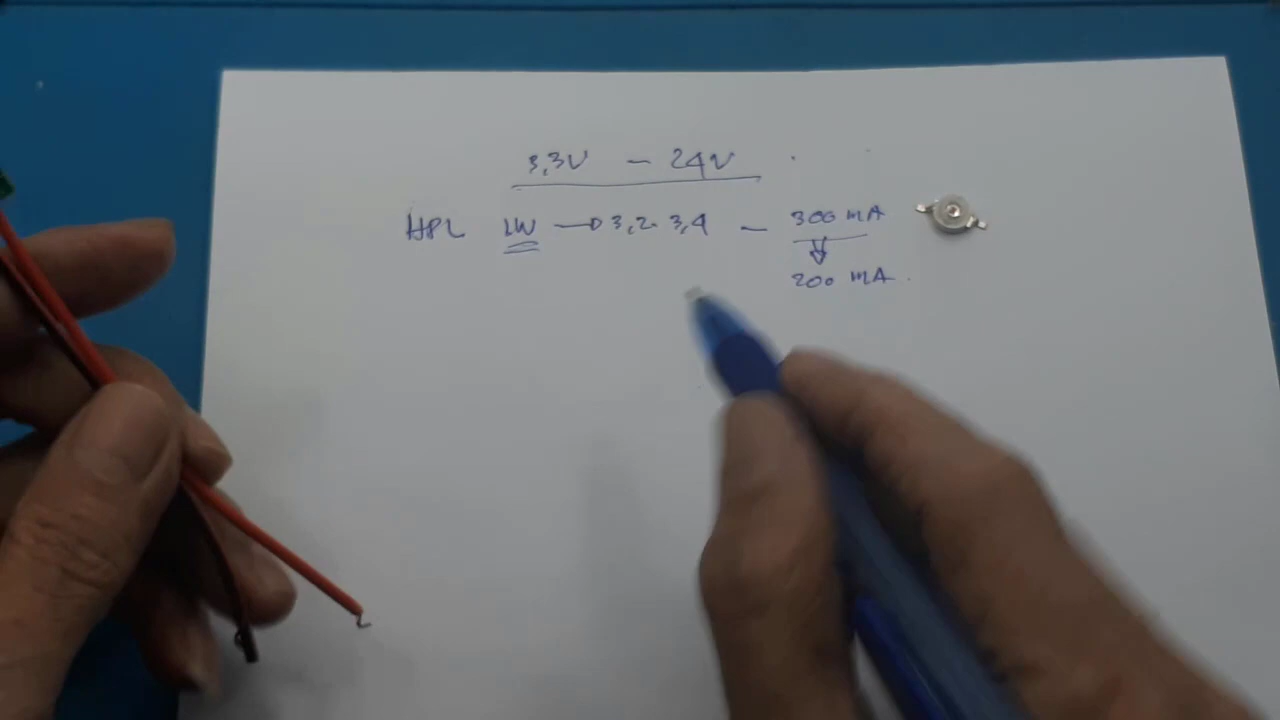 3,3V - 24V
HPL 1W → 3,2 - 3,4 - 300 mA
200 mA